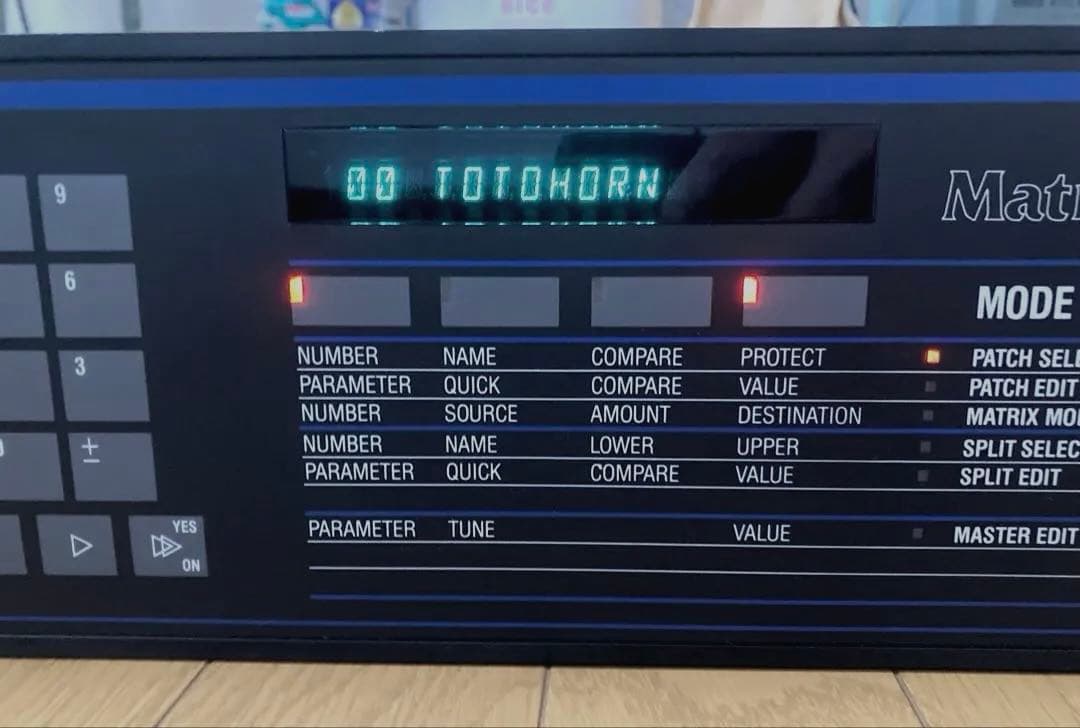 00 TOTOHORN
Mat
9
6
3
±
YES
ON
MODE
NUMBER NAME COMPARE PROTECT PATCH SELE
PARAMETER QUICK COMPARE VALUE PATCH EDIT
NUMBER SOURCE AMOUNT DESTINATION MATRIX MO
NUMBER NAME LOWER UPPER SPLIT SELEC
PARAMETER QUICK COMPARE VALUE SPLIT EDIT
PARAMETER TUNE VALUE MASTER EDIT